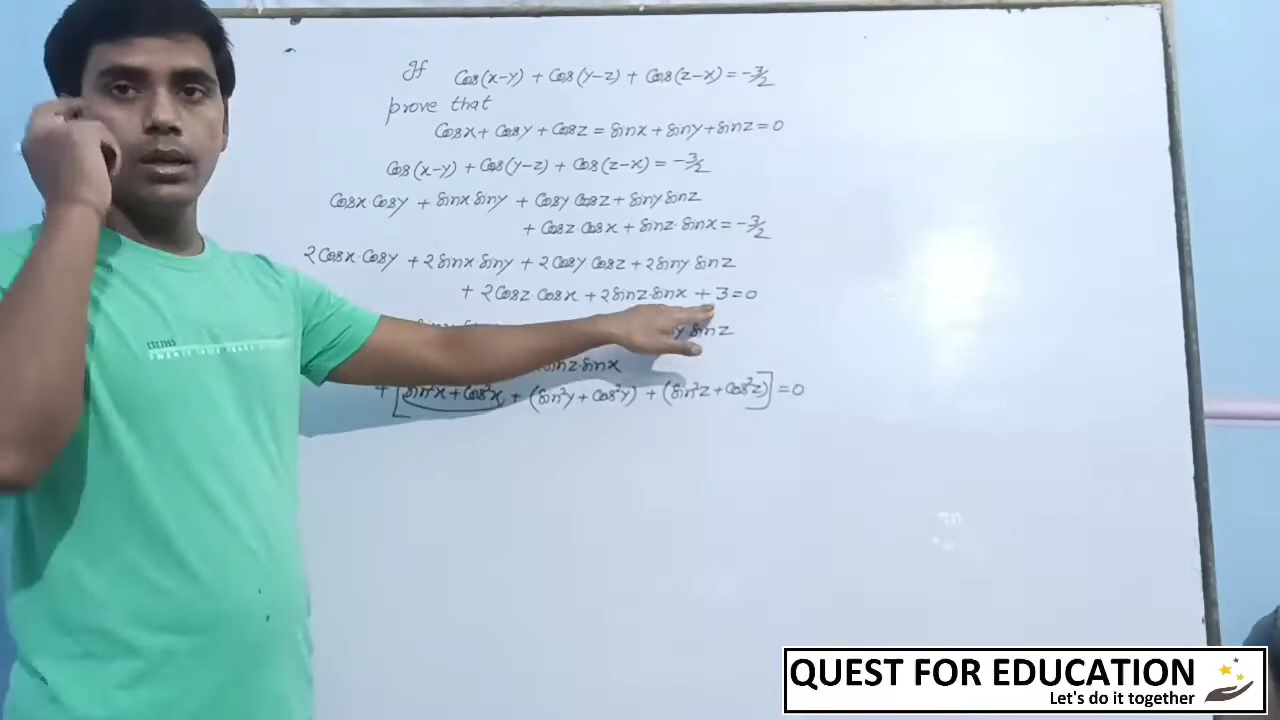 If Cos(x-y) + Cos(y-z) + Cos(z-x) = -3/2
prove that
Cosx + Cosy + Cosz = Sinx + Siny + Sinz = 0
Cos(x-y) + Cos(y-z) + Cos(z-x) = -3/2
Cosx Cosy + Sinx Siny + Cosy Cosz + Siny Sinz
+ Cosz Cosx + Sinz · Sinx = -3/2
2Cosx · Cosy + 2Sinx · Siny + 2Cosy Cosz + 2Siny Sinz
+ 2Cosz Cosx + 2Sinz · Sinx + 3 = 0
Sinz
Sinz · Sinx
+ [Sin²x + Cos²x + (Sin²y + Cos²y) + (Sin²z + Cos²z)] = 0
QUEST FOR EDUCATION
Let's do it together